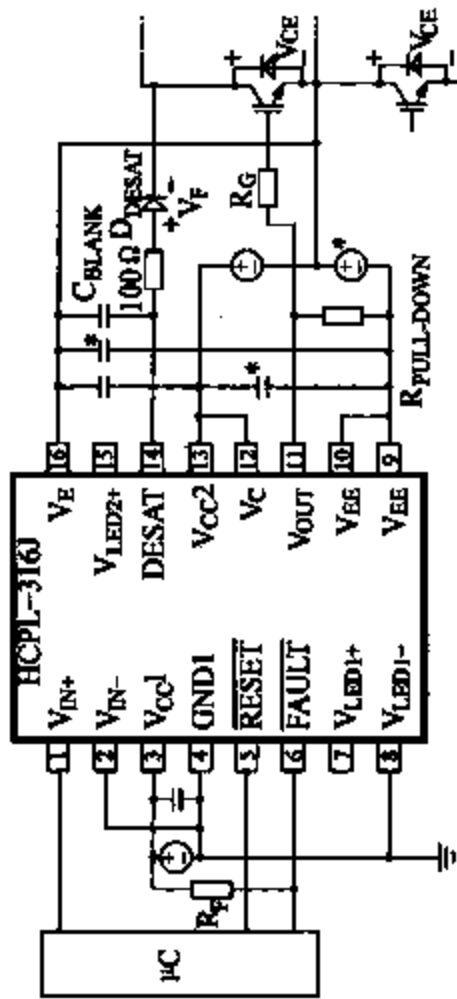 HCPL-316J
1 V_IN+
2 V_IN-
3 V_CC1
4 GND1
5 RESET
6 FAULT
7 V_LED1+
8 V_LED1-
V_E 16
V_LED2+ 15
DESAT 14
V_CC2 13
V_C 12
V_OUT 11
V_EE 10
V_EE 9
μC
R_F
+
-
C_BLANK
100 Ω
D_DESAT
+ V_F -
*
*
*
R_G
R_PULL-DOWN
+
V_CE
-
+
V_CE
-